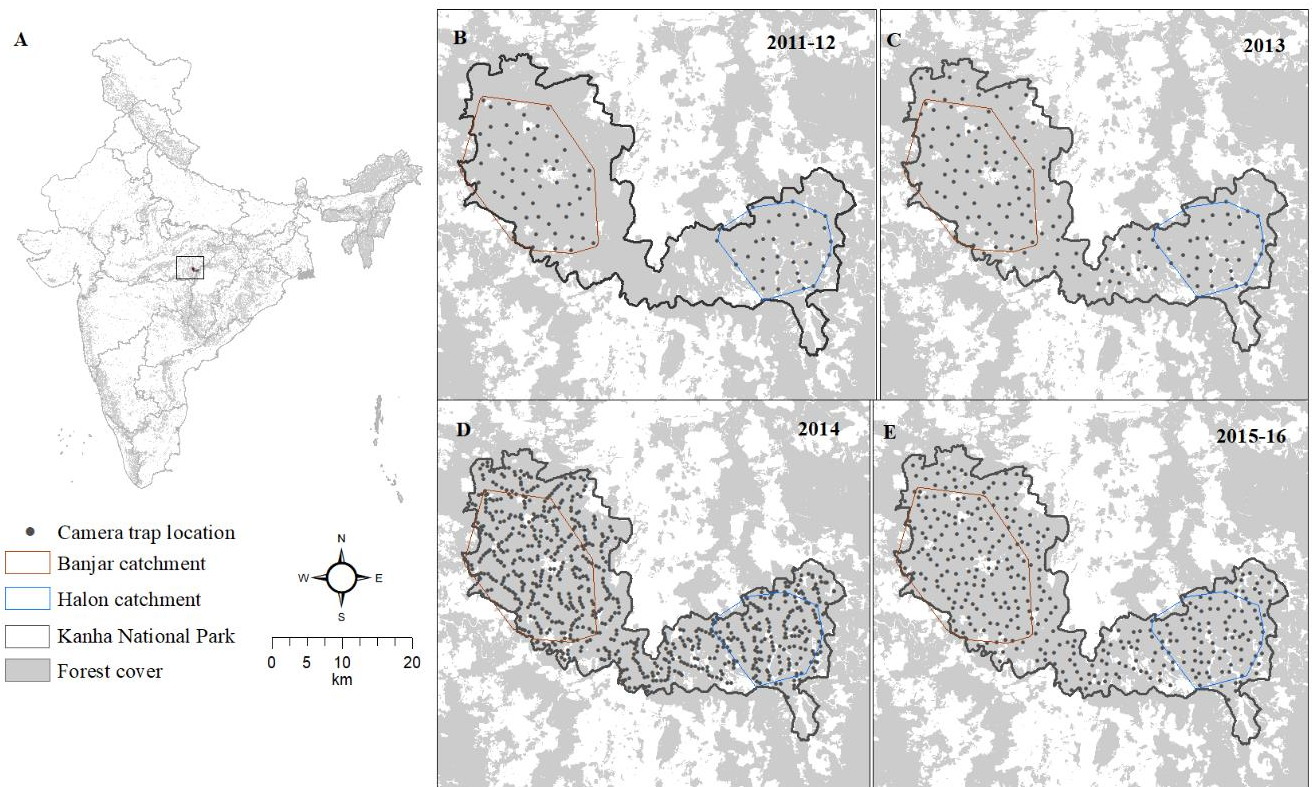 A
B
2011-12
C
2013
D
2014
E
2015-16
Camera trap location
Banjar catchment
Halon catchment
Kanha National Park
Forest cover
N
W E
S
0 5 10 20
km